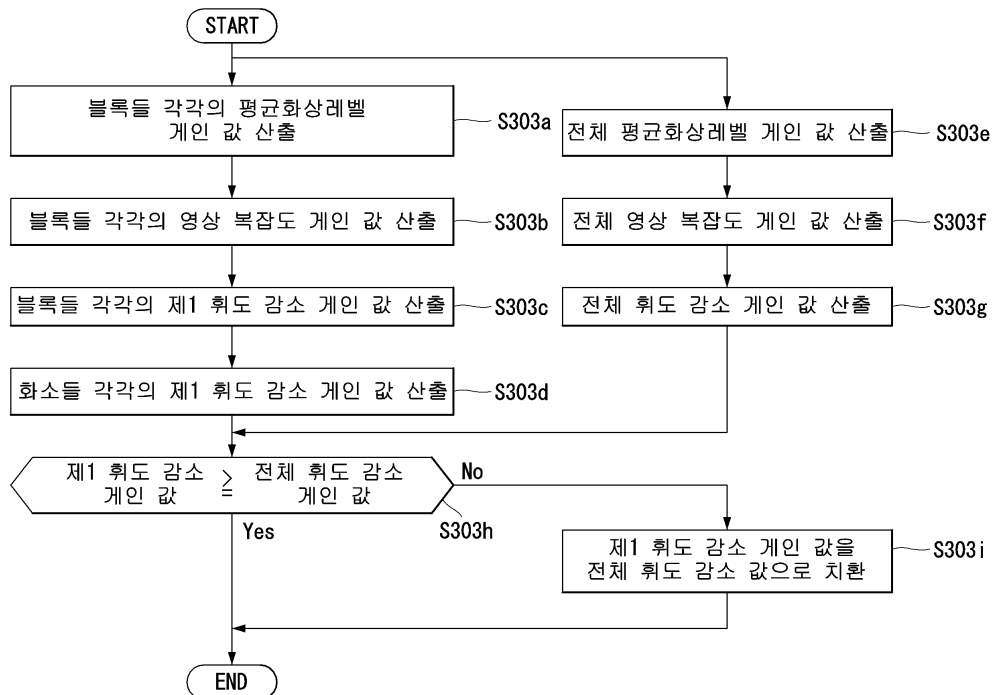 START
블록들 각각의 평균화상레벨
게인 값 산출
S303a
전체 평균화상레벨 게인 값 산출
S303e
블록들 각각의 영상 복잡도 게인 값 산출
S303b
전체 영상 복잡도 게인 값 산출
S303f
블록들 각각의 제1 휘도 감소 게인 값 산출
S303c
전체 휘도 감소 게인 값 산출
S303g
화소들 각각의 제1 휘도 감소 게인 값 산출
S303d
제1 휘도 감소 ≥ 전체 휘도 감소
게인 값 게인 값
No
S303h
Yes
제1 휘도 감소 게인 값을
전체 휘도 감소 값으로 치환
S303i
END